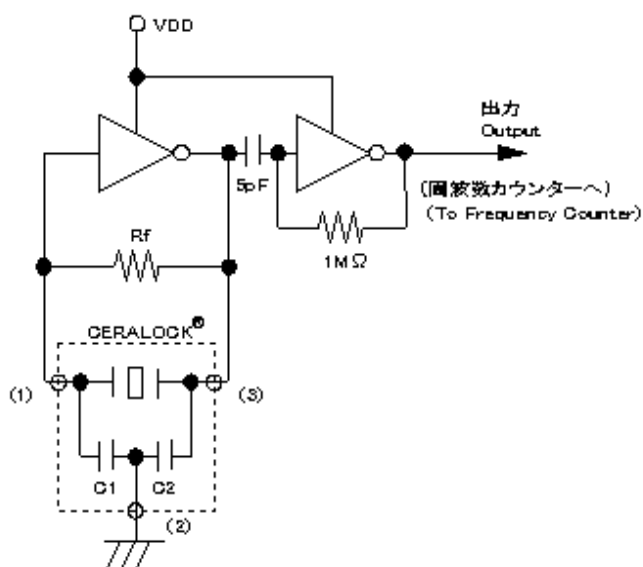 VDD
出力
Output
5pF
(周波数カウンターへ)
(To Frequency Counter)
Rf
1MΩ
CERALOCK®
(1)
(3)
C1
C2
(2)